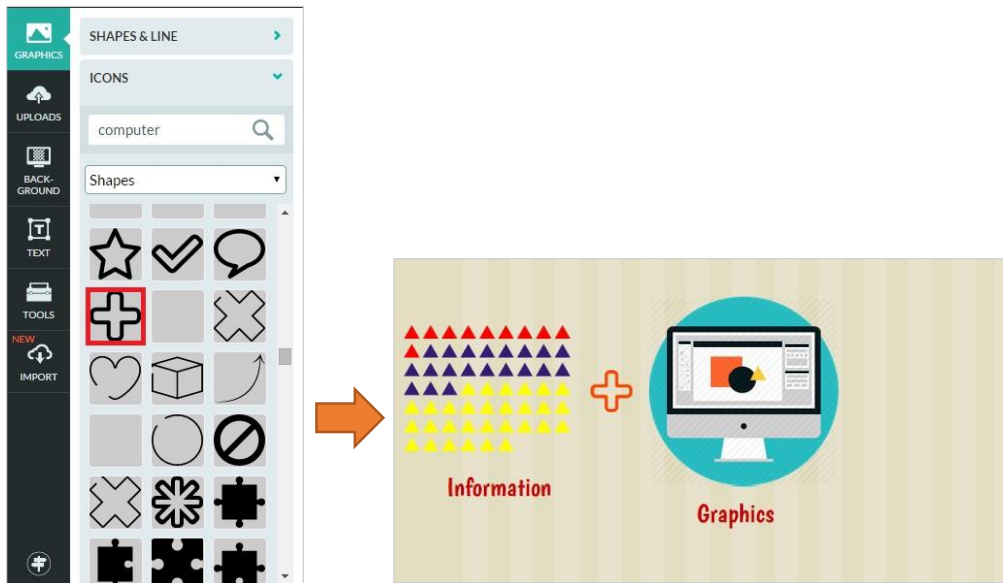 GRAPHICS
UPLOADS
BACK-
GROUND
TEXT
TOOLS
NEW
IMPORT
SHAPES & LINE
ICONS
computer
Shapes
Information
Graphics